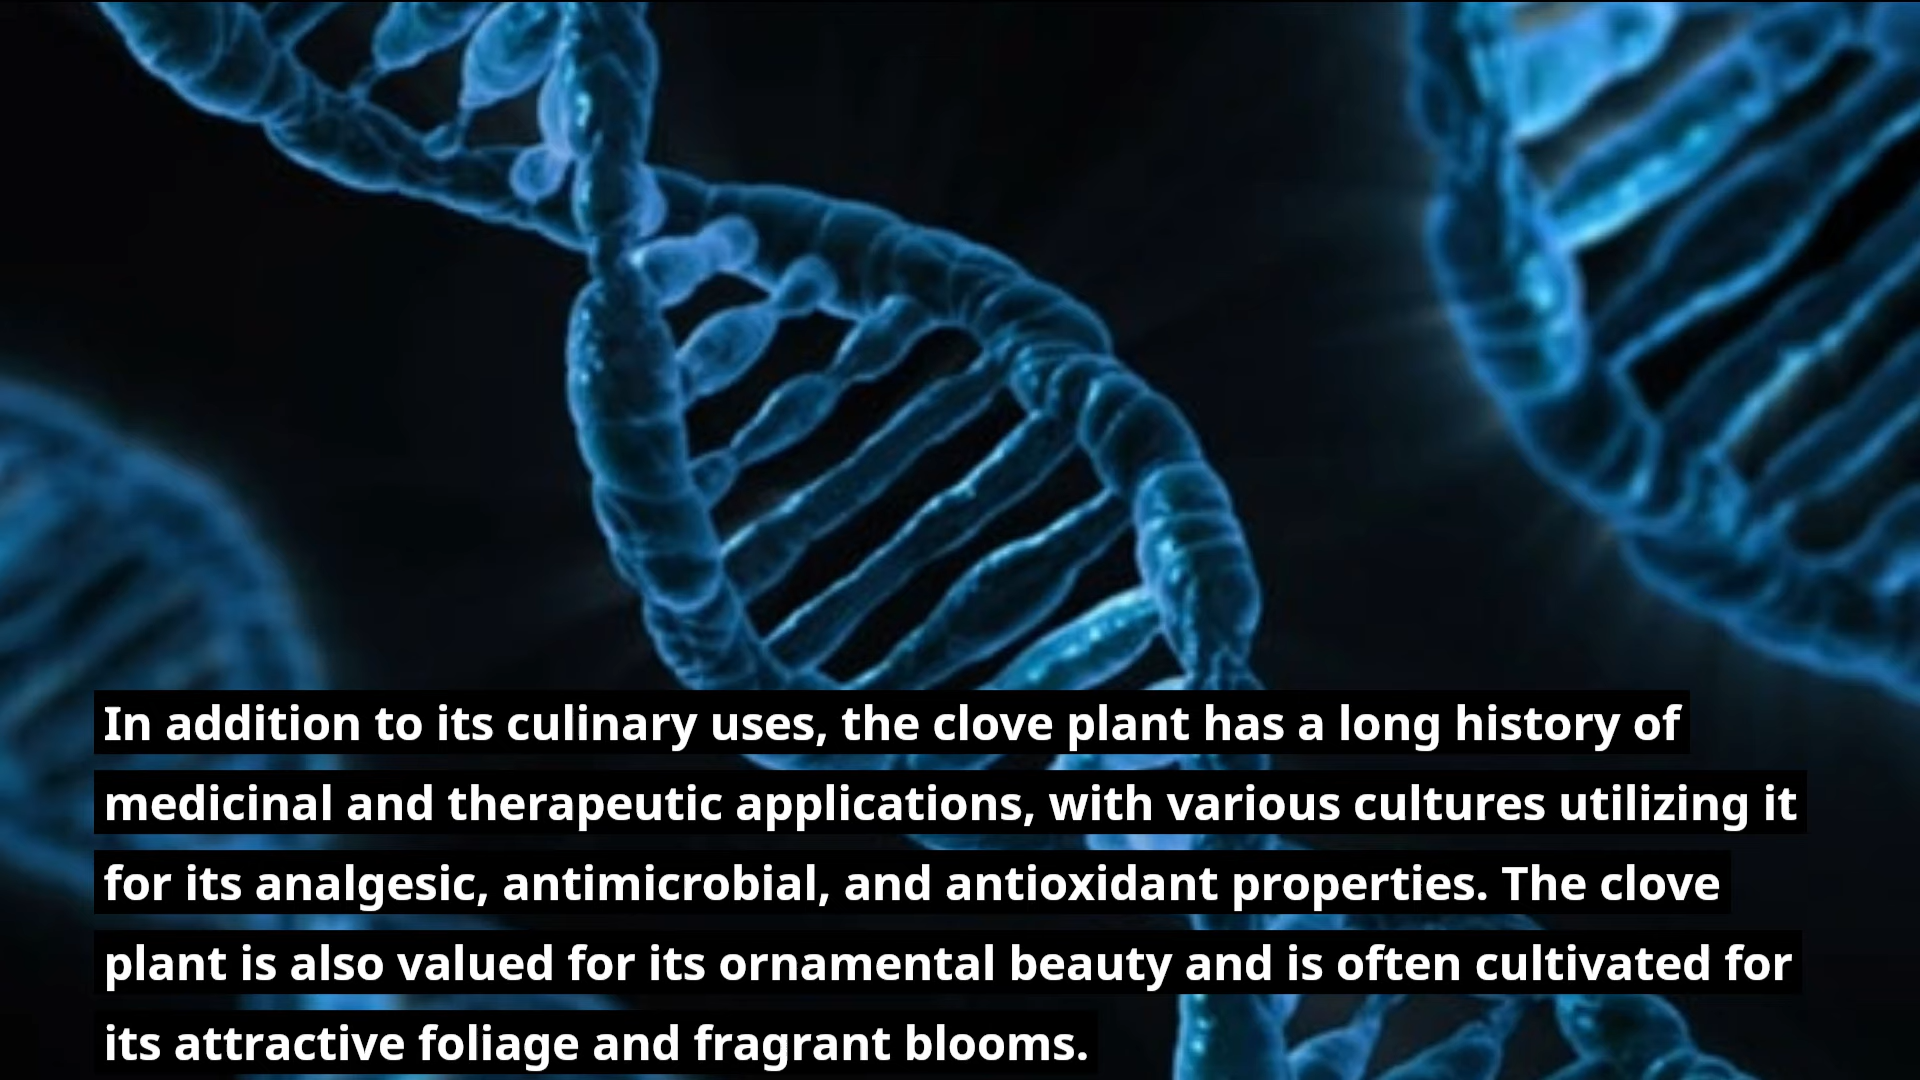 In addition to its culinary uses, the clove plant has a long history of
medicinal and therapeutic applications, with various cultures utilizing it
for its analgesic, antimicrobial, and antioxidant properties. The clove
plant is also valued for its ornamental beauty and is often cultivated for
its attractive foliage and fragrant blooms.